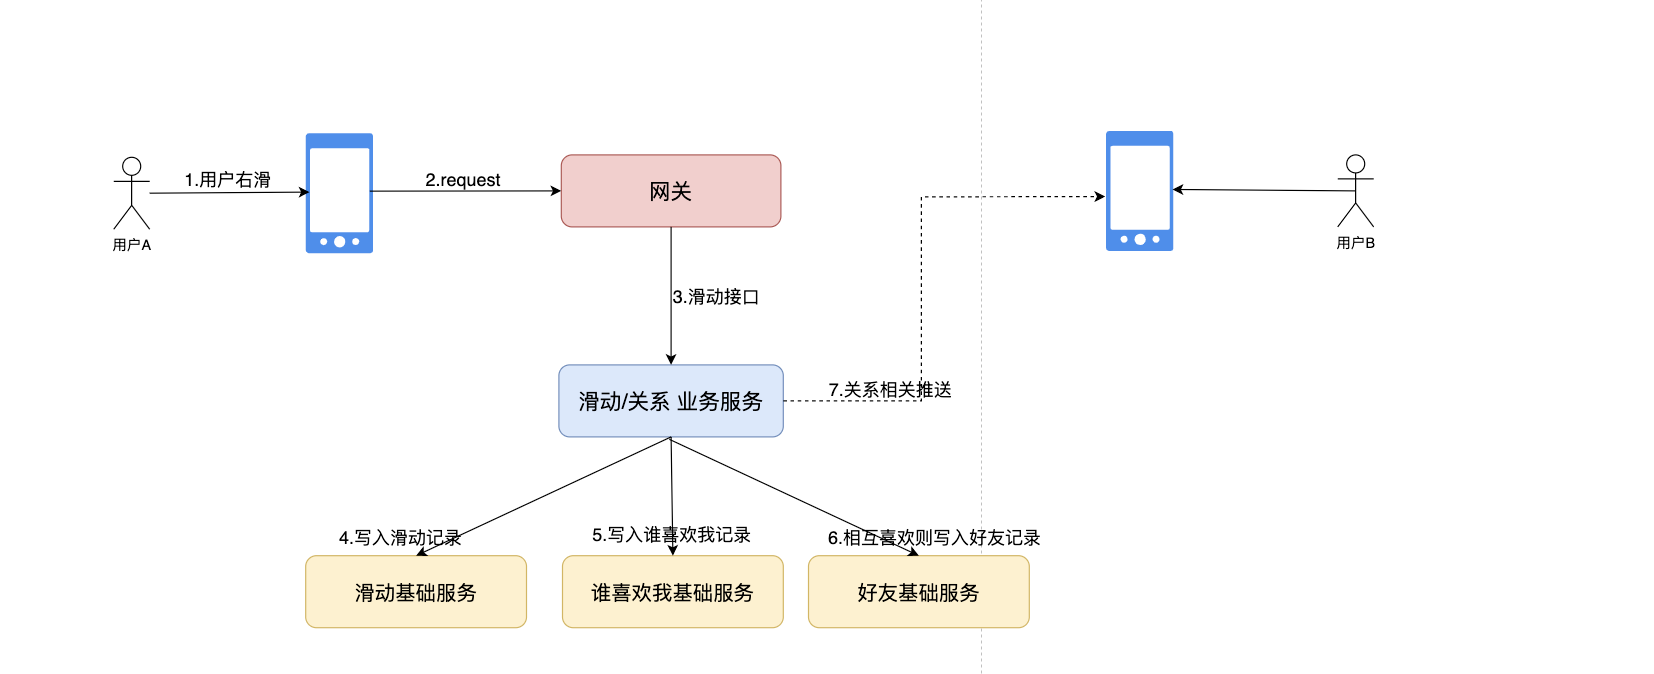 1.用户右滑
2.request
网关
用户A
用户B
3.滑动接口
7.关系相关推送
滑动/关系 业务服务
4.写入滑动记录
5.写入谁喜欢我记录
6.相互喜欢则写入好友记录
滑动基础服务
谁喜欢我基础服务
好友基础服务